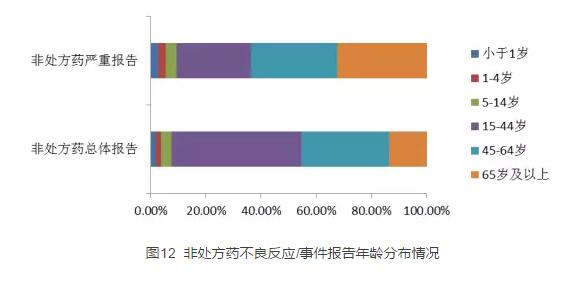 非处方药严重报告
非处方药总体报告
0.00% 20.00% 40.00% 60.00% 80.00% 100.00%
小于1岁
1-4岁
5-14岁
15-44岁
45-64岁
65岁及以上
图12 非处方药不良反应/事件报告年龄分布情况